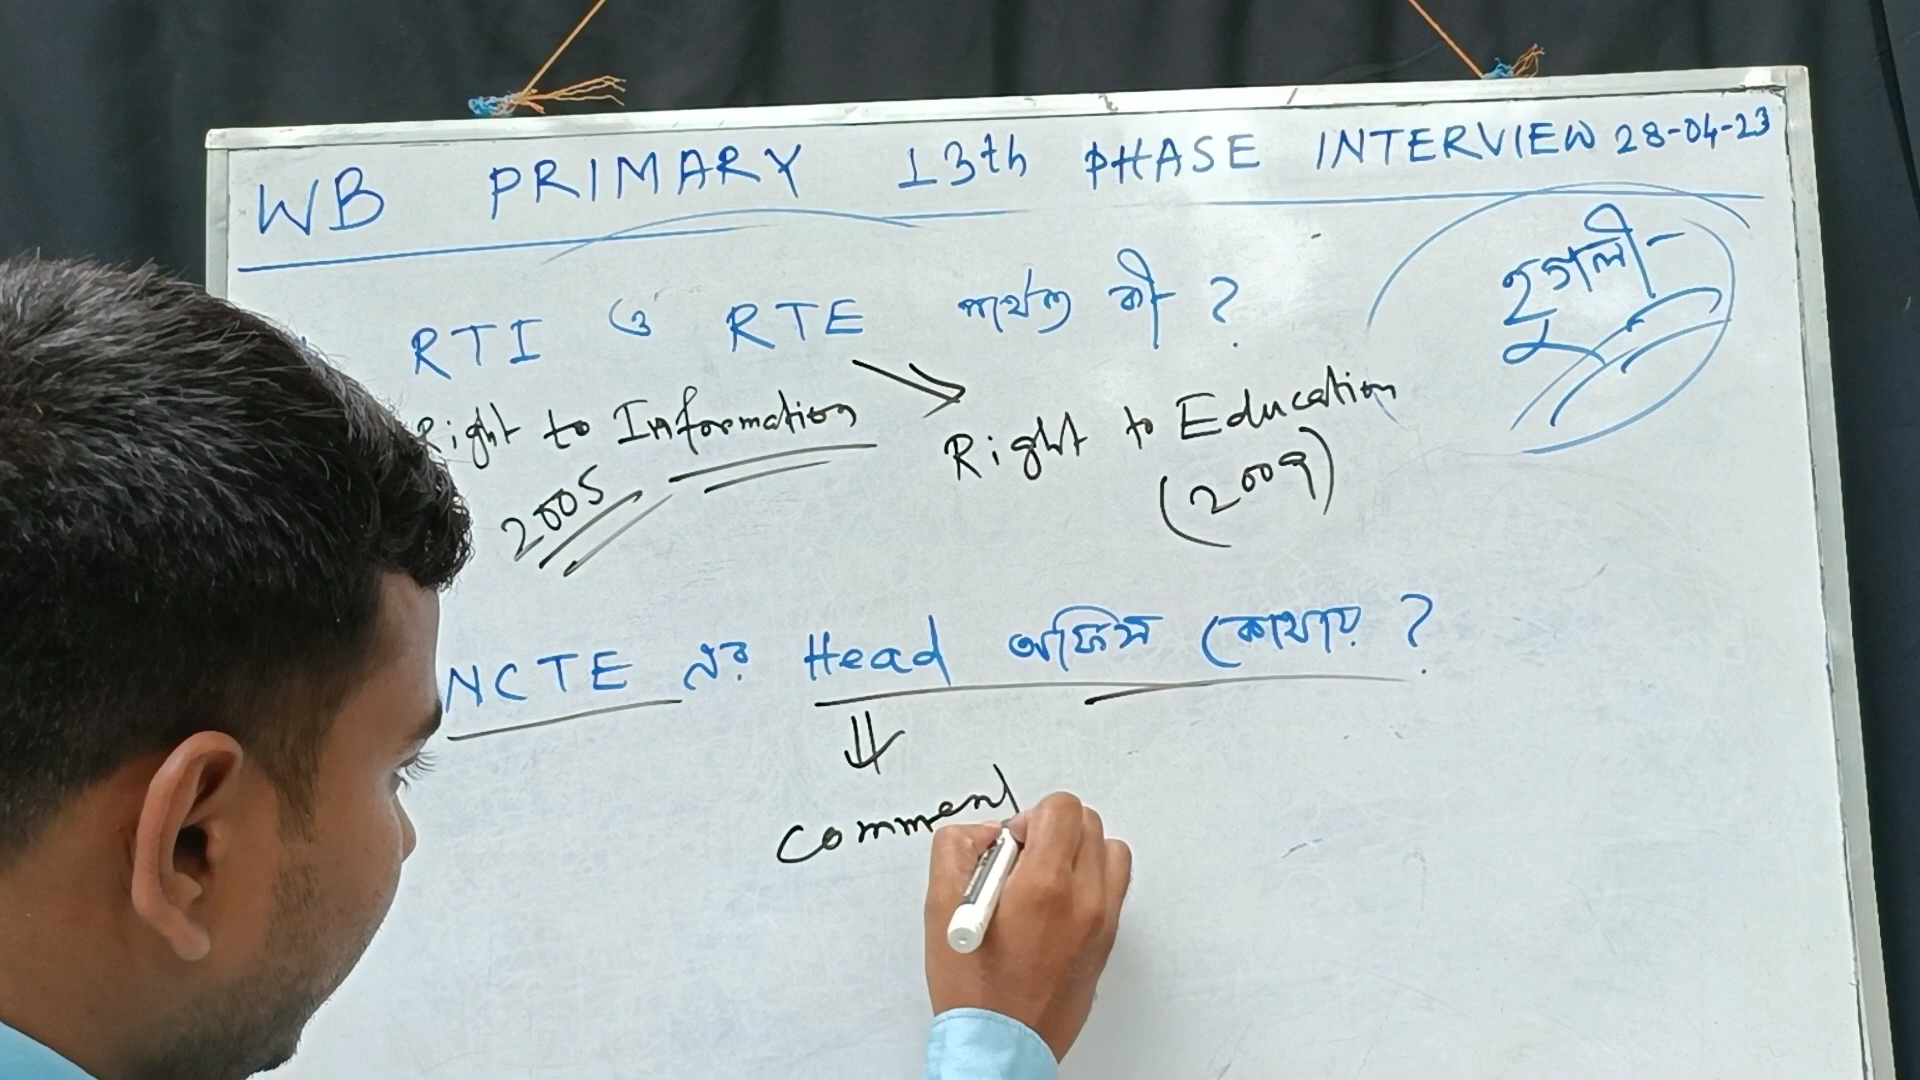 WB PRIMARY 13th PHASE INTERVIEW 28-04-23
হুগলী
RTI ও RTE পার্থক্য কী ?
Right to Information
Right to Education
2005
(2009)
NCTE এর Head অফিস কোথায় ?
Comment